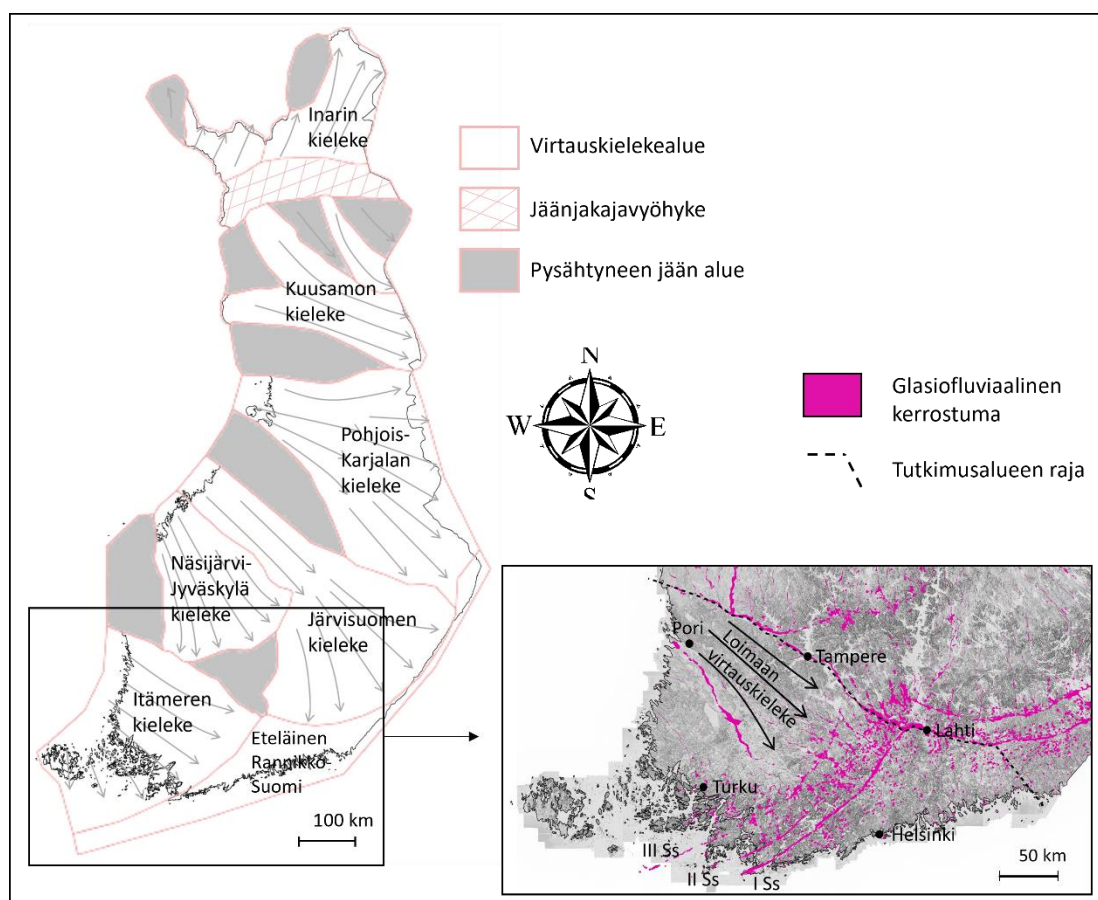 Inarin
kieleke
Kuusamon
kieleke
Pohjois-
Karjalan
kieleke
Näsijärvi-
Jyväskylä
kieleke
Järvisuomen
kieleke
Itämeren
kieleke
Eteläinen
Rannikko-
Suomi
100 km
Virtauskielekealue
Jäänjakajavyöhyke
Pysähtyneen jään alue
N
W
E
S
Glasiofluviaalinen
kerrostuma
Tutkimusalueen raja
Pori
Loimaan
virtauskieleke
Tampere
Lahti
Turku
Helsinki
III Ss
II Ss
I Ss
50 km